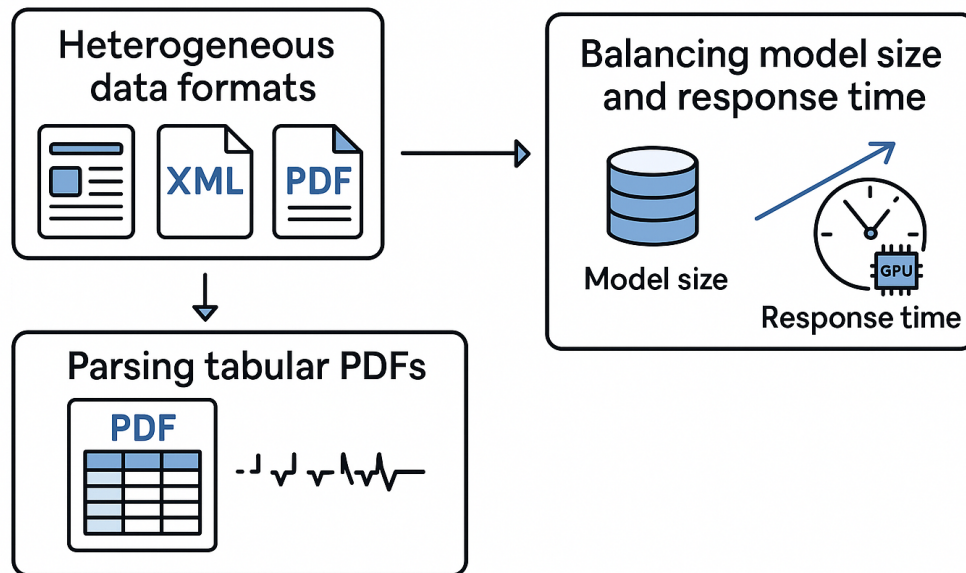 Heterogeneous
data formats
XML
PDF
Balancing model size
and response time
Model size
GPU
Response time
Parsing tabular PDFs
PDF